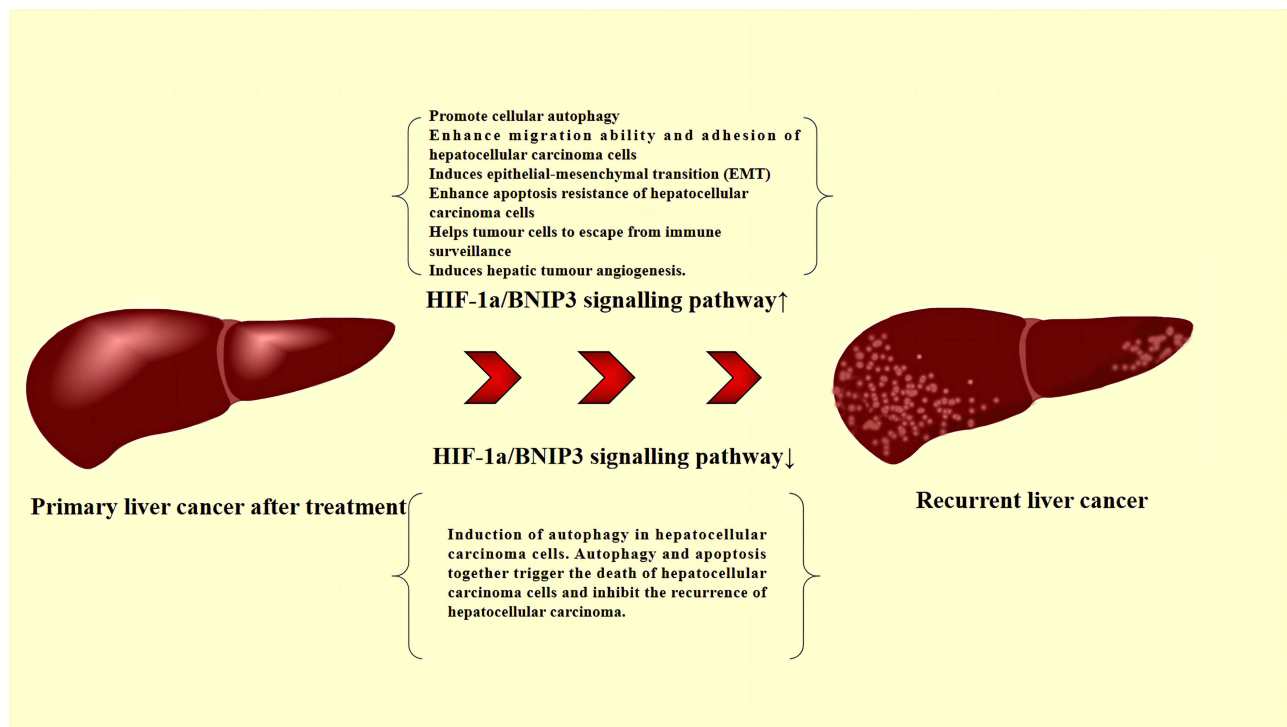 Promote cellular autophagy
Enhance migration ability and adhesion of
hepatocellular carcinoma cells
Induces epithelial-mesenchymal transition (EMT)
Enhance apoptosis resistance of hepatocellular
carcinoma cells
Helps tumour cells to escape from immune
surveillance
Induces hepatic tumour angiogenesis.
HIF-1a/BNIP3 signalling pathway↑
HIF-1a/BNIP3 signalling pathway↓
Primary liver cancer after treatment
Recurrent liver cancer
Induction of autophagy in hepatocellular
carcinoma cells. Autophagy and apoptosis
together trigger the death of hepatocellular
carcinoma cells and inhibit the recurrence of
hepatocellular carcinoma.